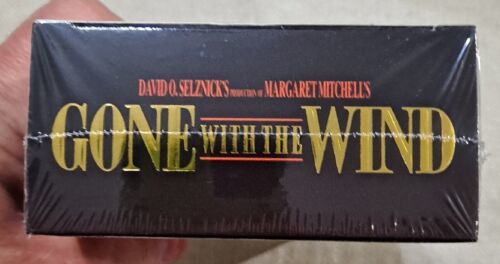 DAVID O. SELZNICK'S PRODUCTION OF MARGARET MITCHELL'S
GONE WITH THE WIND